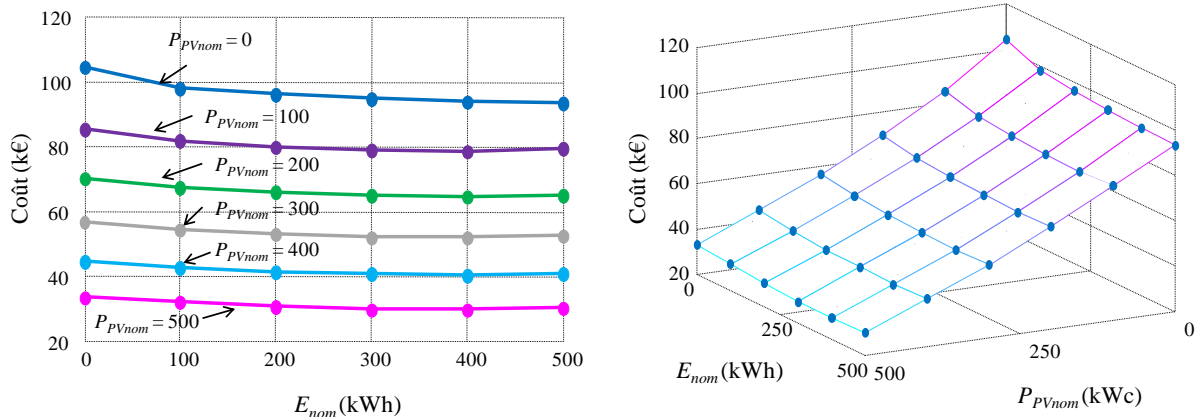 120
100
80
60
40
20
Coût (k€)
P_PVnom = 0
P_PVnom = 100
P_PVnom = 200
P_PVnom = 300
P_PVnom = 400
P_PVnom = 500
0 100 200 300 400 500
E_nom (kWh)
120
100
80
60
40
20
Coût (k€)
0
250
500
E_nom (kWh)
500
250
0
P_PVnom (kWc)